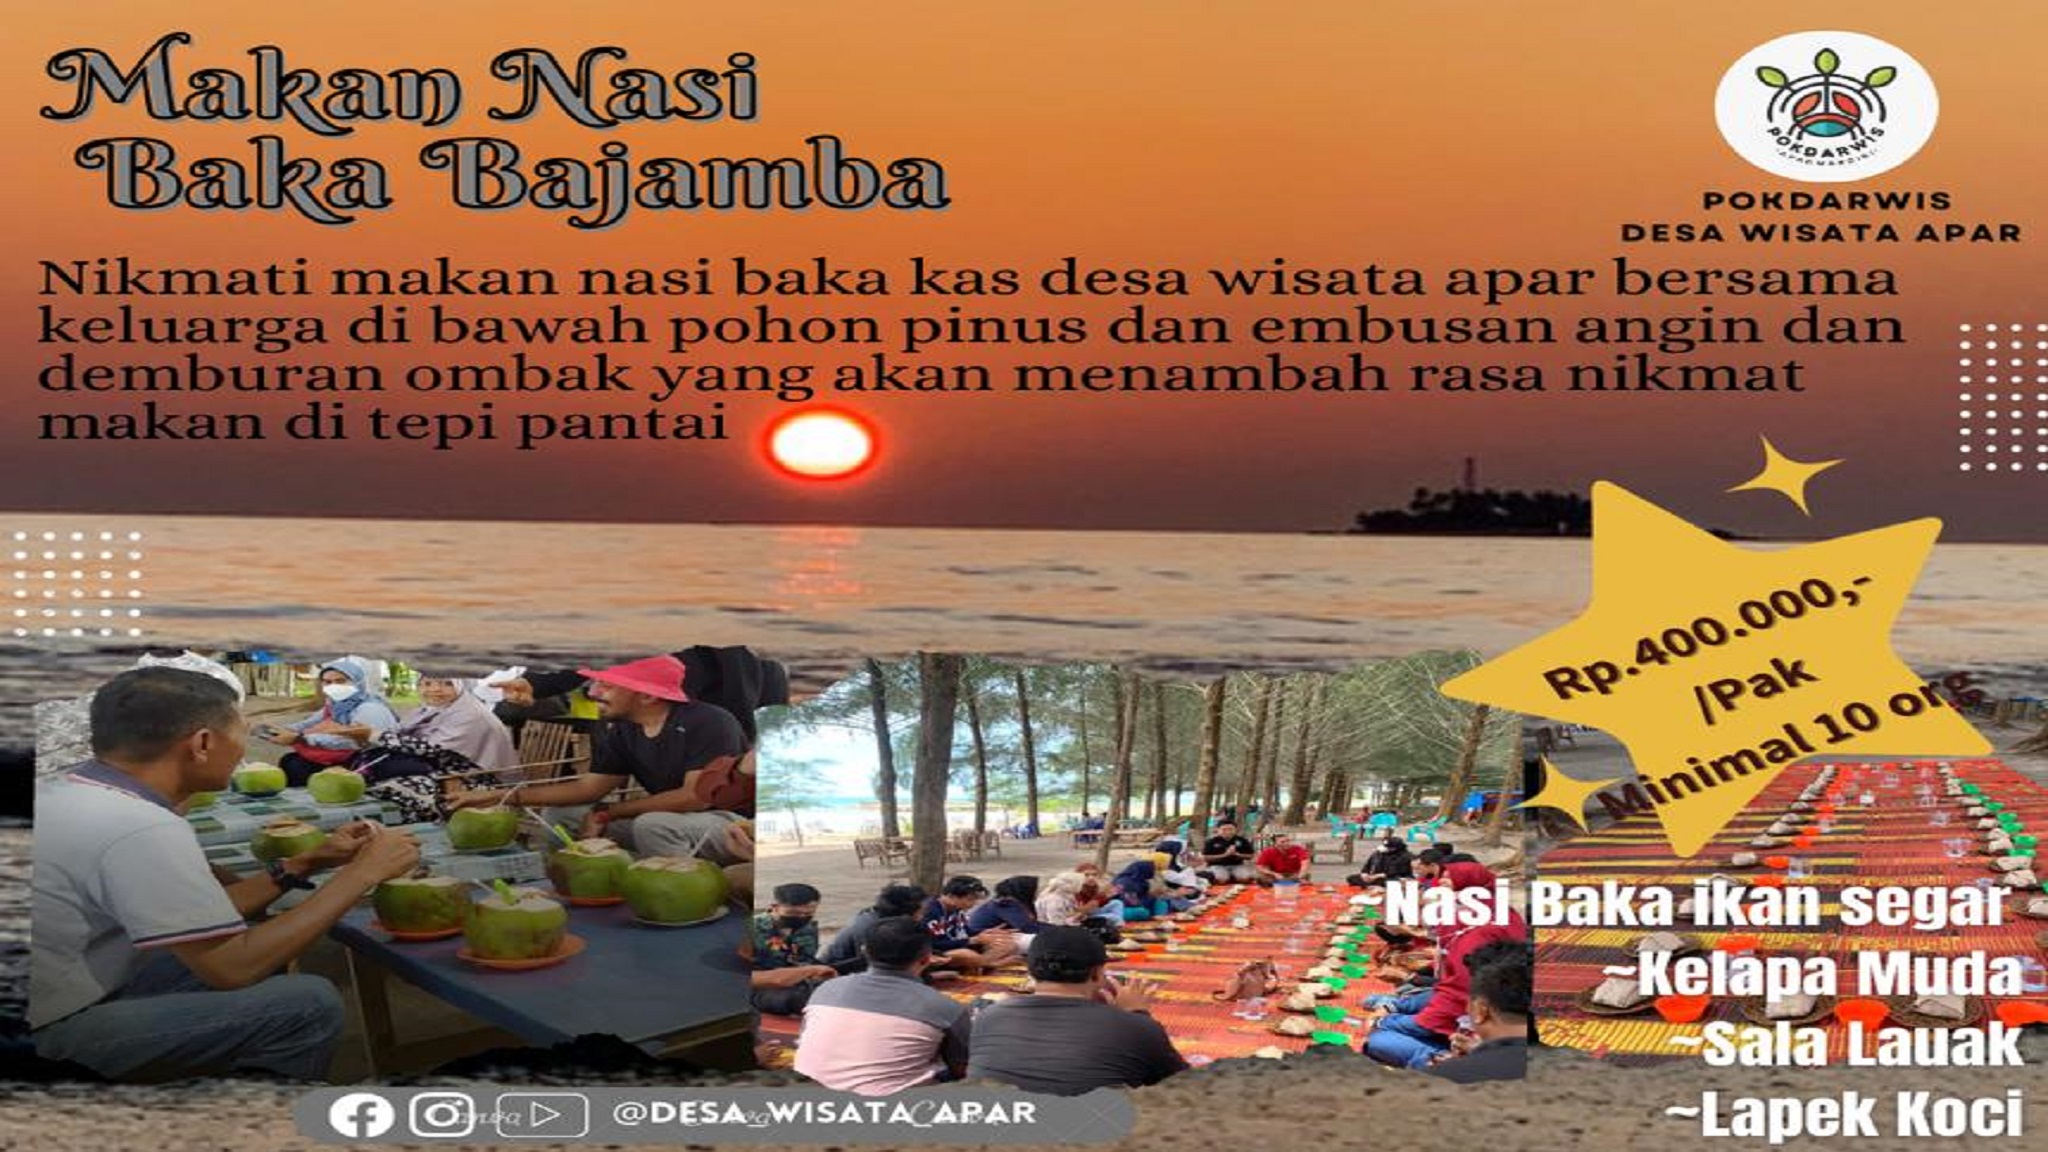 Makan Nasi
Baka Bajamba
POKDARWIS
POKDARWIS
DESA WISATA APAR
Nikmati makan nasi baka kas desa wisata apar bersama
keluarga di bawah pohon pinus dan embusan angin dan
demburan ombak yang akan menambah rasa nikmat
makan di tepi pantai
Rp.400.000,-
/Pak
Minimal 10 org
~Nasi Baka ikan segar
~Kelapa Muda
~Sala Lauak
~Lapek Koci
@DESA_WISATA_APAR